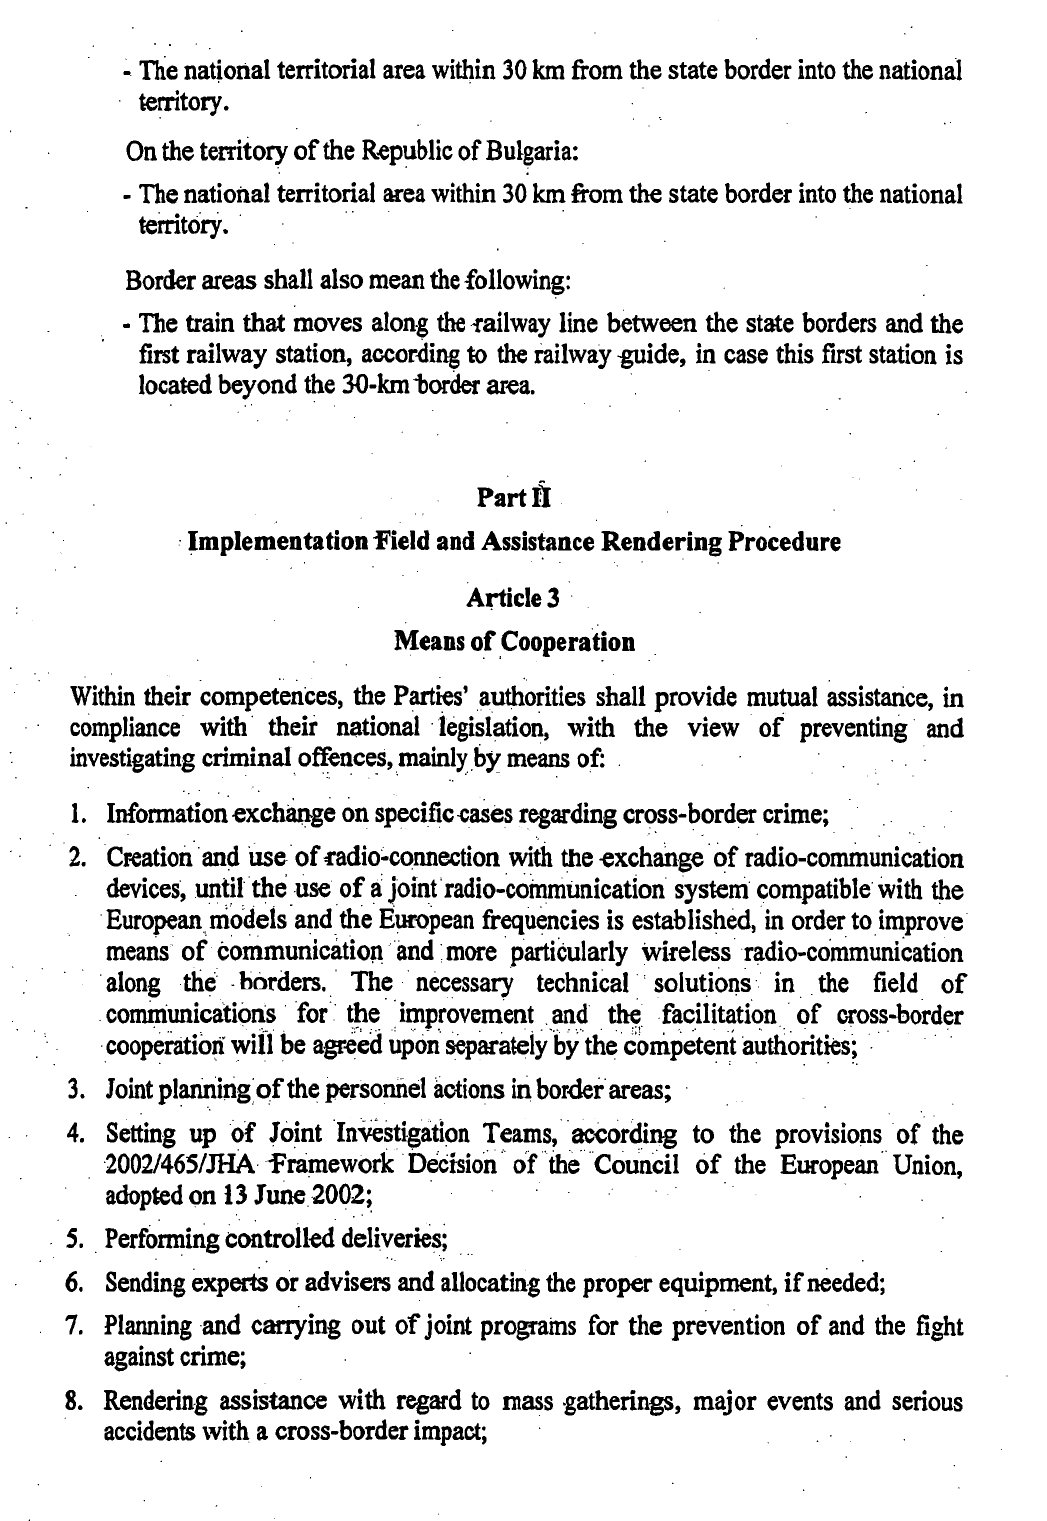 - The national territorial area within 30 km from the state border into the national
territory.
On the territory of the Republic of Bulgaria:
- The national territorial area within 30 km from the state border into the national
territory.
Border areas shall also mean the following:
- The train that moves along the railway line between the state borders and the
first railway station, according to the railway guide, in case this first station is
located beyond the 30-km border area.
Part II
Implementation Field and Assistance Rendering Procedure
Article 3
Means of Cooperation
Within their competences, the Parties' authorities shall provide mutual assistance, in
compliance with their national legislation, with the view of preventing and
investigating criminal offences, mainly by means of:
1. Information exchange on specific cases regarding cross-border crime;
2. Creation and use of radio-connection with the exchange of radio-communication
devices, until the use of a joint radio-communication system compatible with the
European models and the European frequencies is established, in order to improve
means of communication and more particularly wireless radio-communication
along the borders. The necessary technical solutions in the field of
communications for the improvement and the facilitation of cross-border
cooperation will be agreed upon separately by the competent authorities;
3. Joint planning of the personnel actions in border areas;
4. Setting up of Joint Investigation Teams, according to the provisions of the
2002/465/JHA Framework Decision of the Council of the European Union,
adopted on 13 June 2002;
5. Performing controlled deliveries;
6. Sending experts or advisers and allocating the proper equipment, if needed;
7. Planning and carrying out of joint programs for the prevention of and the fight
against crime;
8. Rendering assistance with regard to mass gatherings, major events and serious
accidents with a cross-border impact;